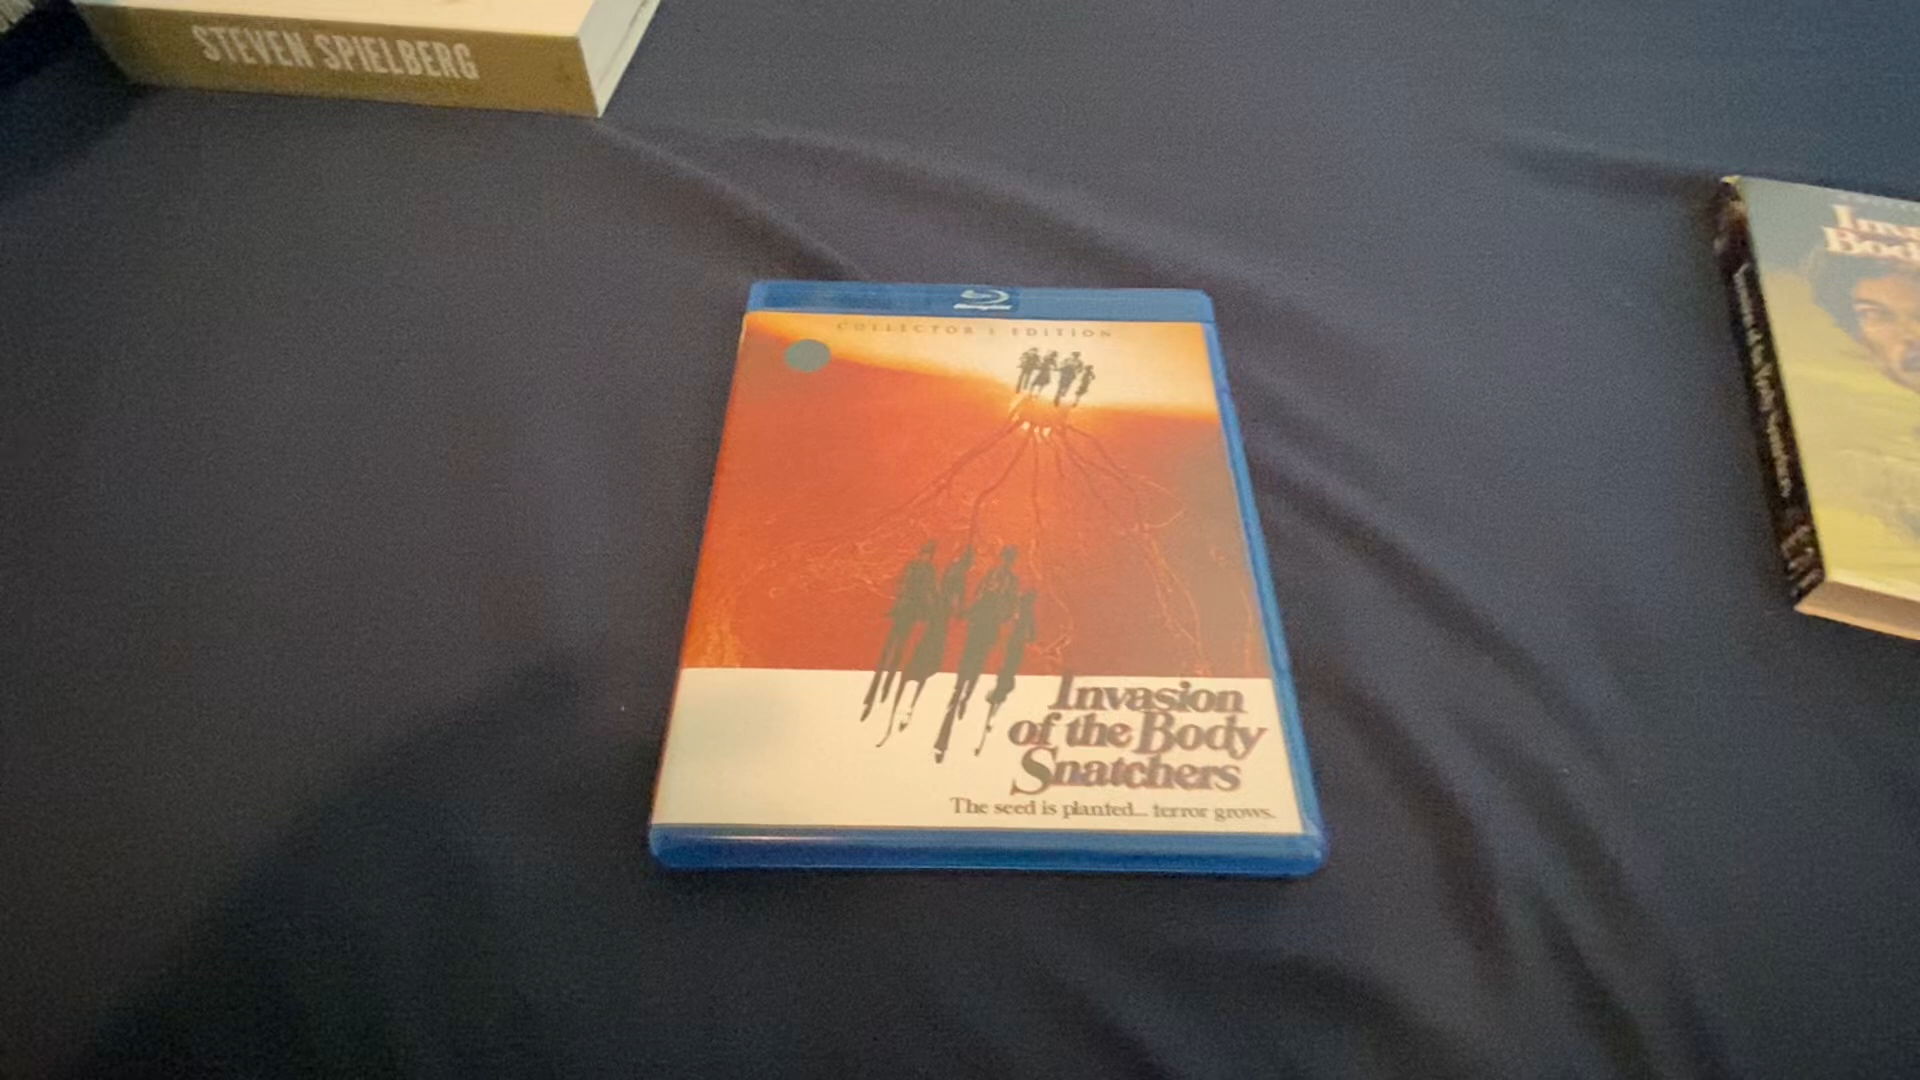 STEVEN SPIELBERG
COLLECTOR'S EDITION
Invasion
of the Body
Snatchers
The seed is planted... terror grows.